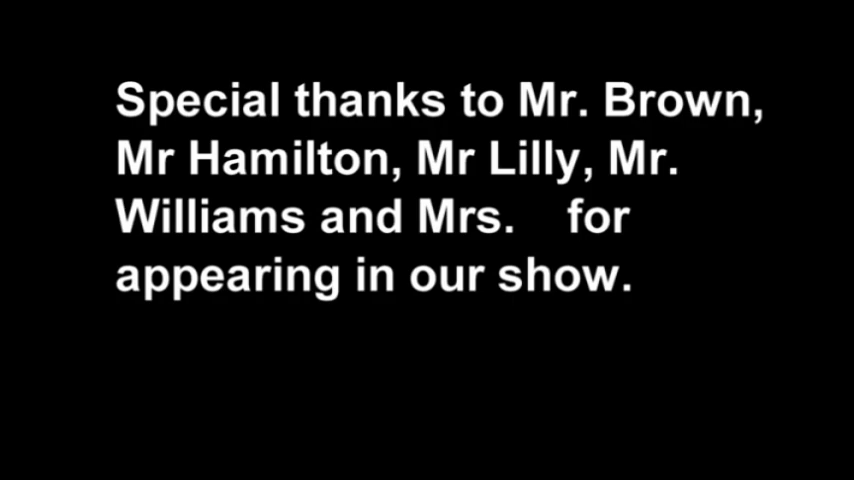 Special thanks to Mr. Brown,
Mr Hamilton, Mr Lilly, Mr.
Williams and Mrs.    for
appearing in our show.